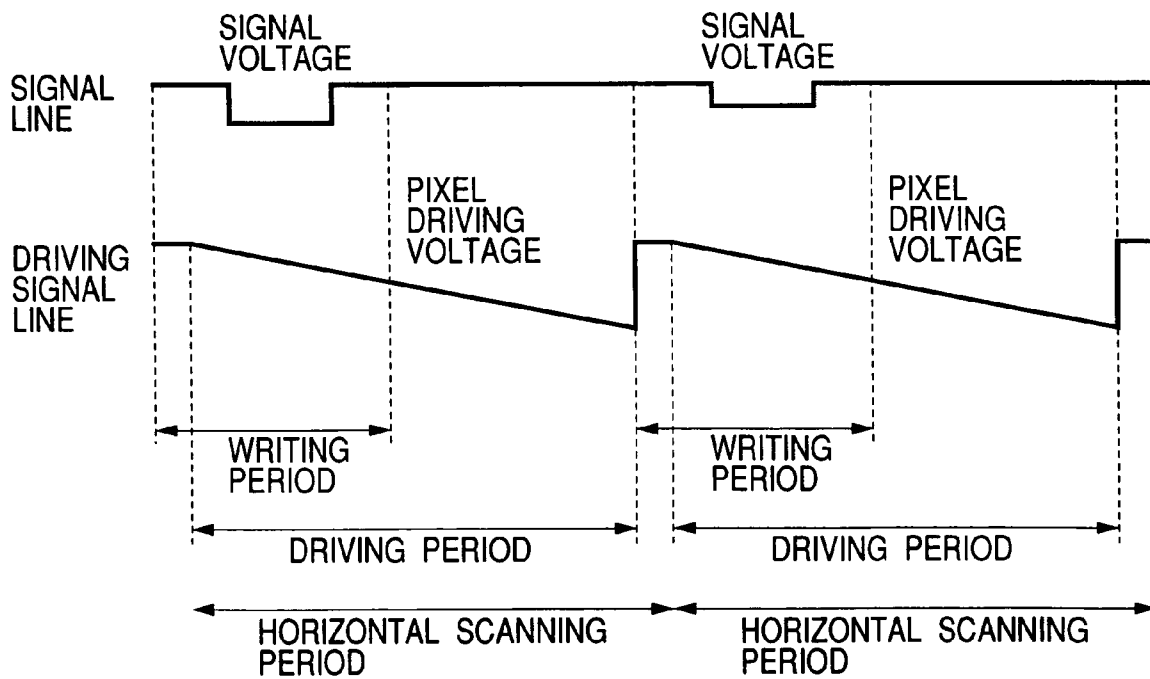 SIGNAL
VOLTAGE
SIGNAL
VOLTAGE
SIGNAL
LINE
PIXEL
DRIVING
VOLTAGE
PIXEL
DRIVING
VOLTAGE
DRIVING
SIGNAL
LINE
WRITING
PERIOD
WRITING
PERIOD
DRIVING PERIOD
DRIVING PERIOD
HORIZONTAL SCANNING
PERIOD
HORIZONTAL SCANNING
PERIOD